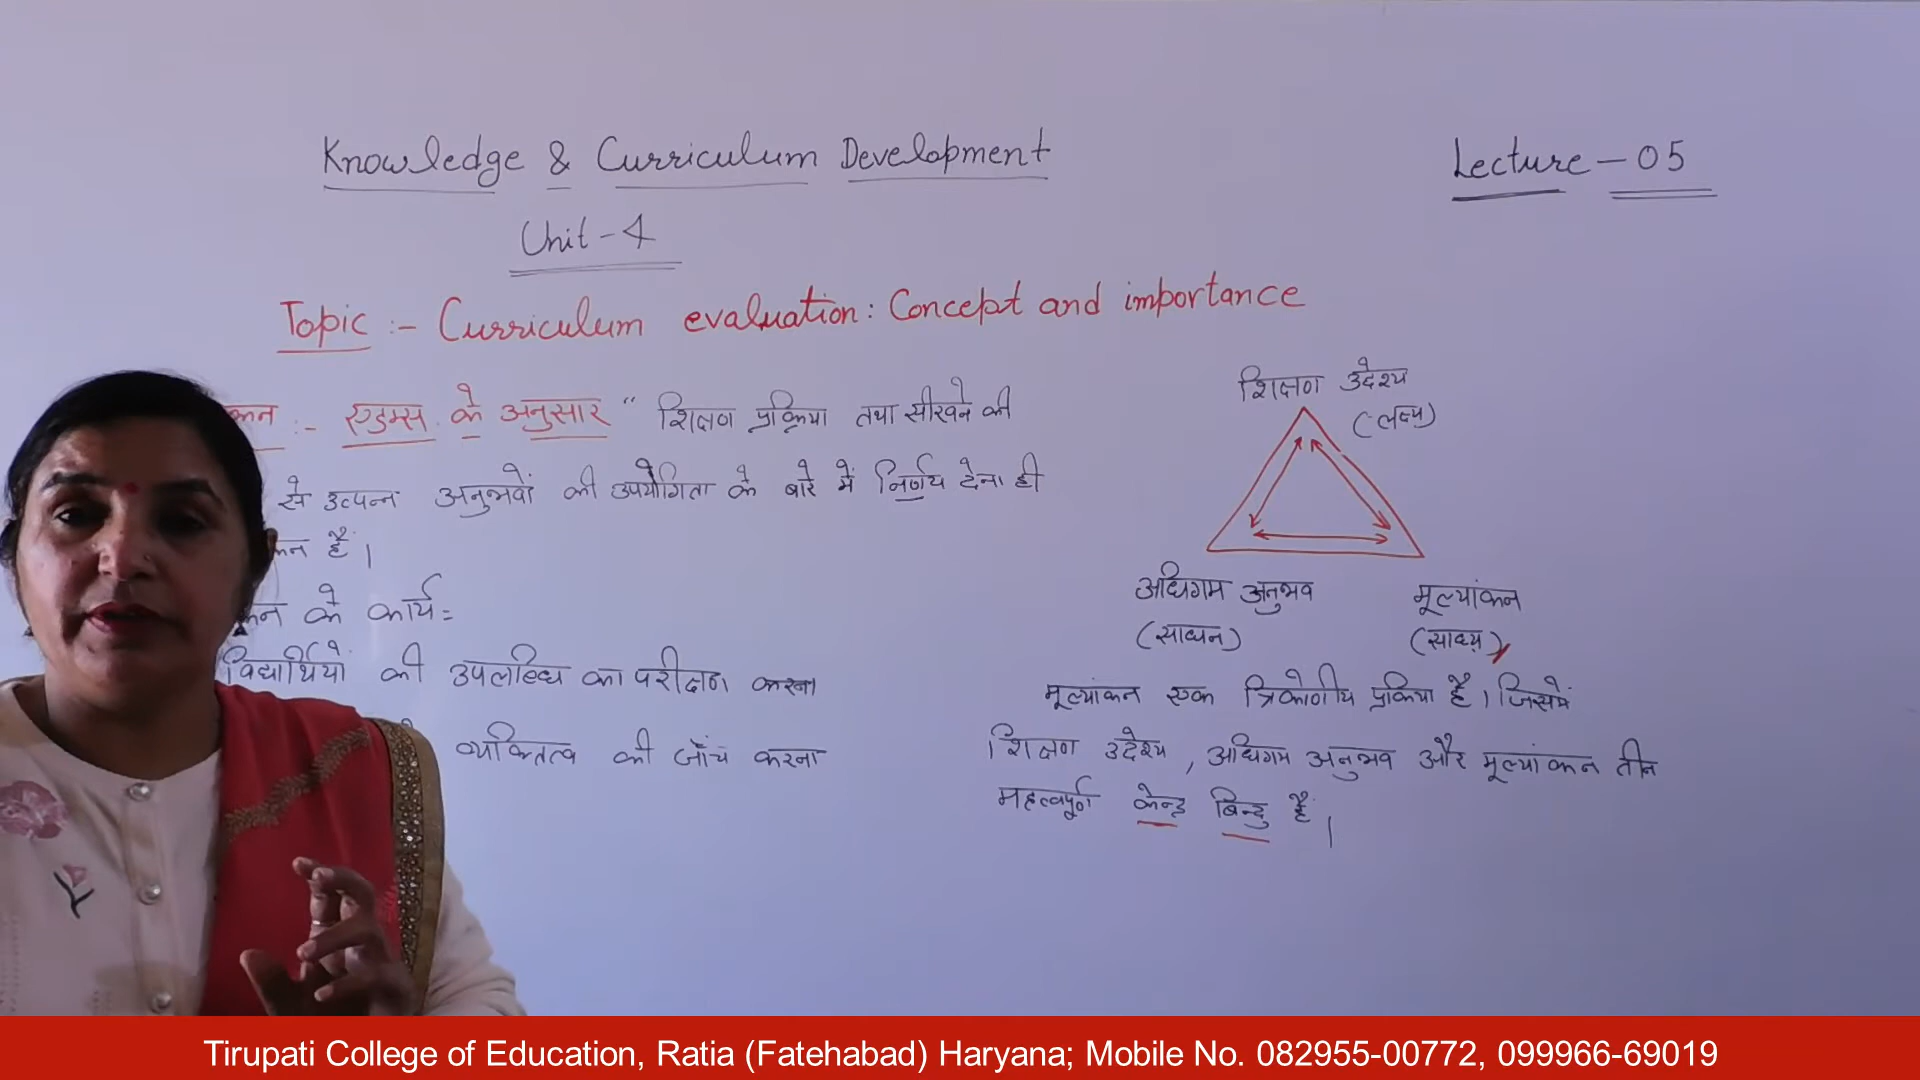 Knowledge & Curriculum Development
Lecture - 05
Unit - 4
Topic :- Curriculum evaluation : Concept and importance
कन :- एडम्स के अनुसार " शिक्षण प्रक्रिया तथा सीखने की
से उत्पन्न अनुभवों की उपयोगिता के बारे में निर्णय देना ही
कन है।
कन के कार्य =
विद्यार्थियों की उपलब्धि का परीक्षण करना
व्यक्तित्व की जाँच करना
शिक्षण उदेश्य
(लक्ष्य)
अधिगम अनुभव
(साधन)
मूल्यांकन
(साध्य)
मूल्यांकन एक त्रिकोणीय प्रक्रिया है। जिसमें
शिक्षण उदेश्य, अधिगम अनुभव और मूल्यांकन तीन
महत्वपूर्ण केन्द्र बिन्दु हैं।
Tirupati College of Education, Ratia (Fatehabad) Haryana; Mobile No. 082955-00772, 099966-69019